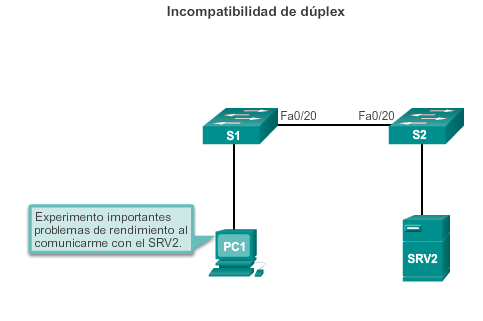 Incompatibilidad de dúplex
Fa0/20
Fa0/20
S1
S2
Experimento importantes
problemas de rendimiento al
comunicarme con el SRV2.
PC1
SRV2